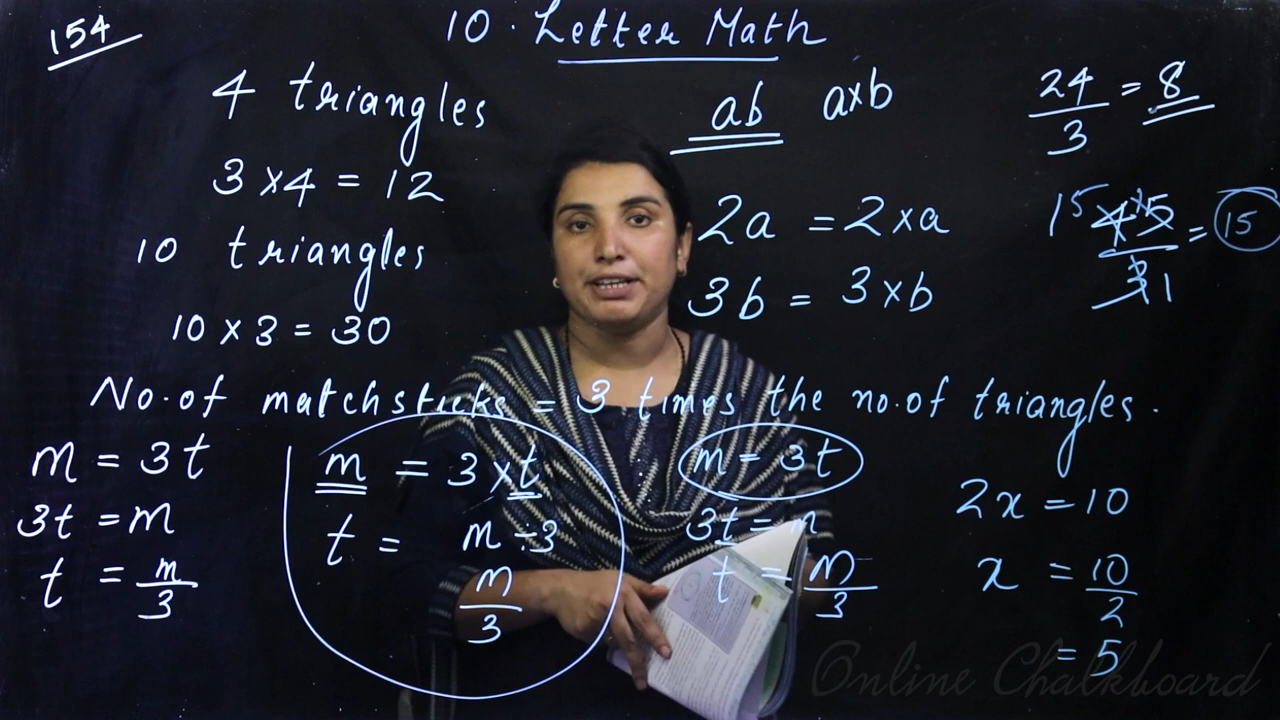 154
10. Letter Math
4 triangles
3 × 4 = 12
10 triangles
10 × 3 = 30
ab a×b
2a = 2×a
3b = 3×b
24/3 = 8
= 15
No. of matchsticks = 3 times the no. of triangles.
m = 3t
3t = m
t = m/3
m = 3×t
t = m÷3
m/3
m = 3t
3t = m
t = m/3
2x = 10
x = 10/2
= 5
Online Chalkboard